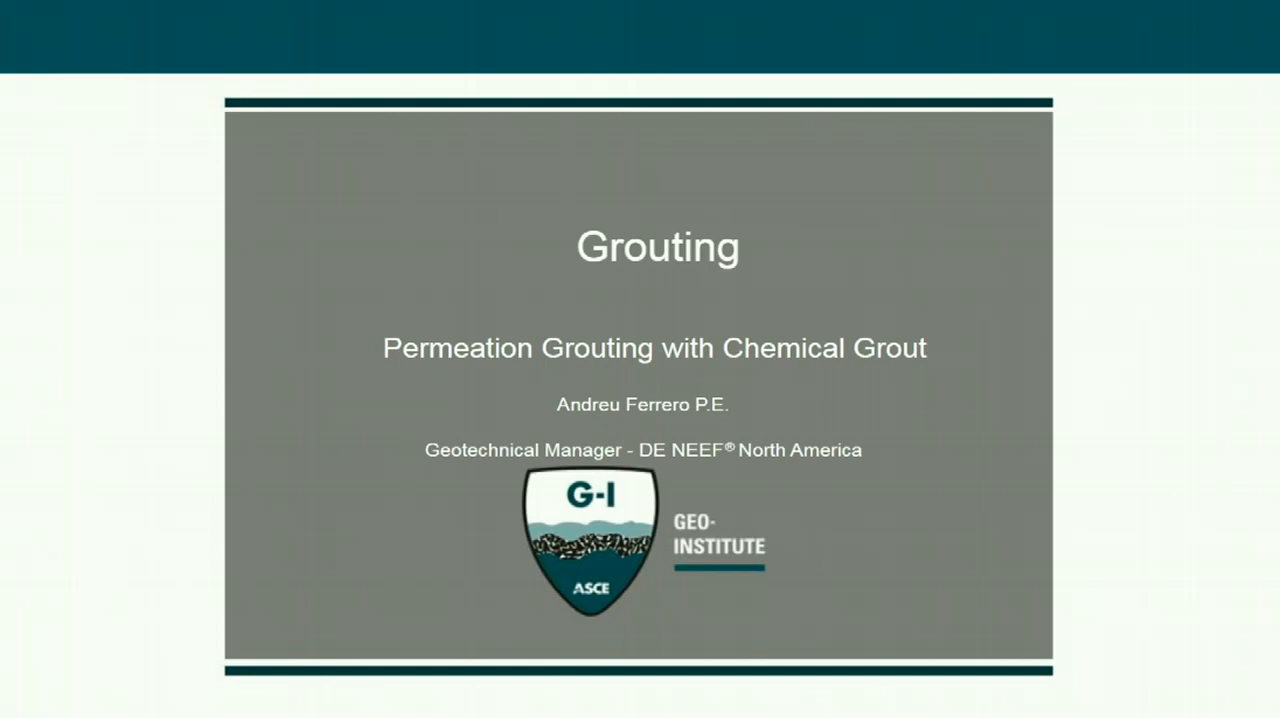 Grouting
Permeation Grouting with Chemical Grout
Andreu Ferrero P.E.
Geotechnical Manager - DE NEEF® North America
G-I
ASCE
GEO-
INSTITUTE